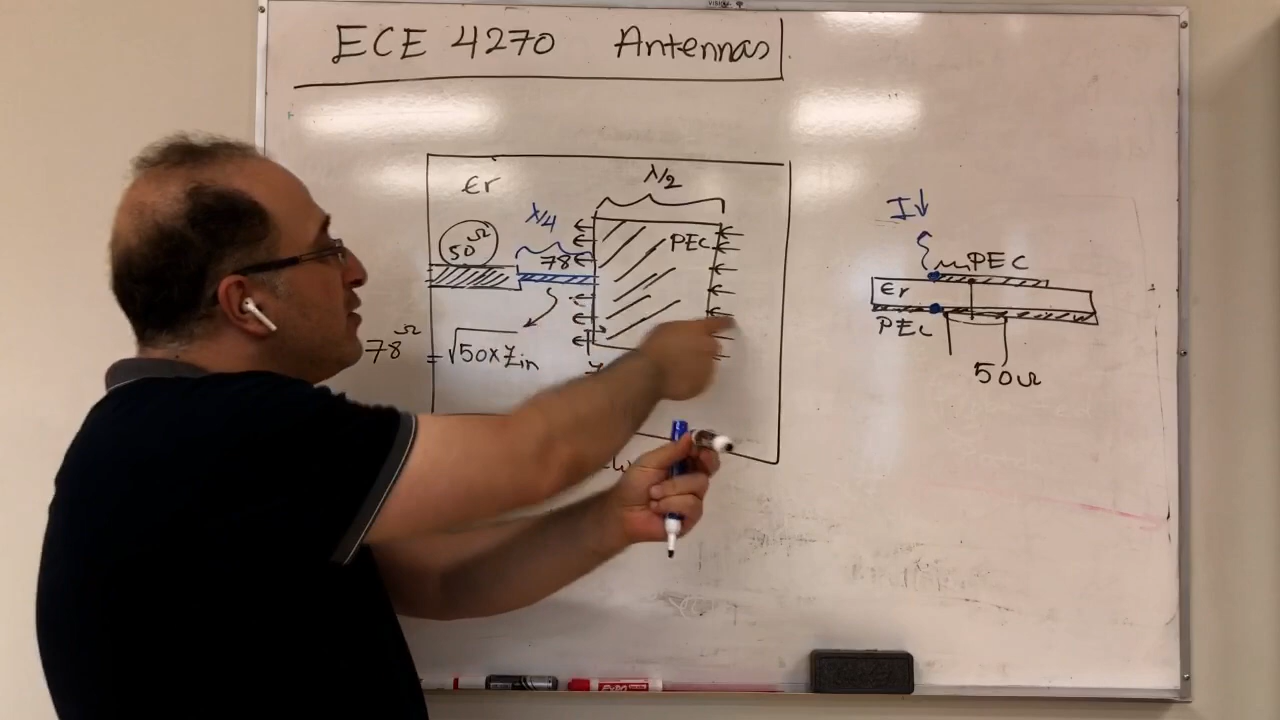 ECE 4270 Antennas
εr
λ/2
λ/4
50Ω
78
PEC
78Ω = √50×Zin
I↓
PEC
εr
PEC
50Ω